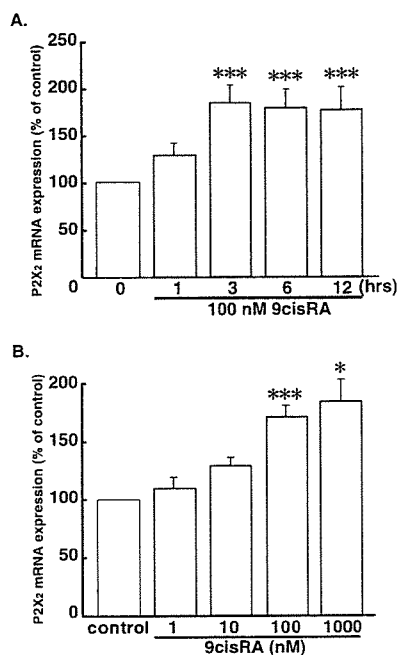 A.
P2X2 mRNA expression (% of control)
250
200
150
100
50
0
*** *** ***
0 1 3 6 12 (hrs)
100 nM 9cisRA
B.
P2X2 mRNA expression (% of control)
200
150
100
50
0
*** *
control 1 10 100 1000
9cisRA (nM)